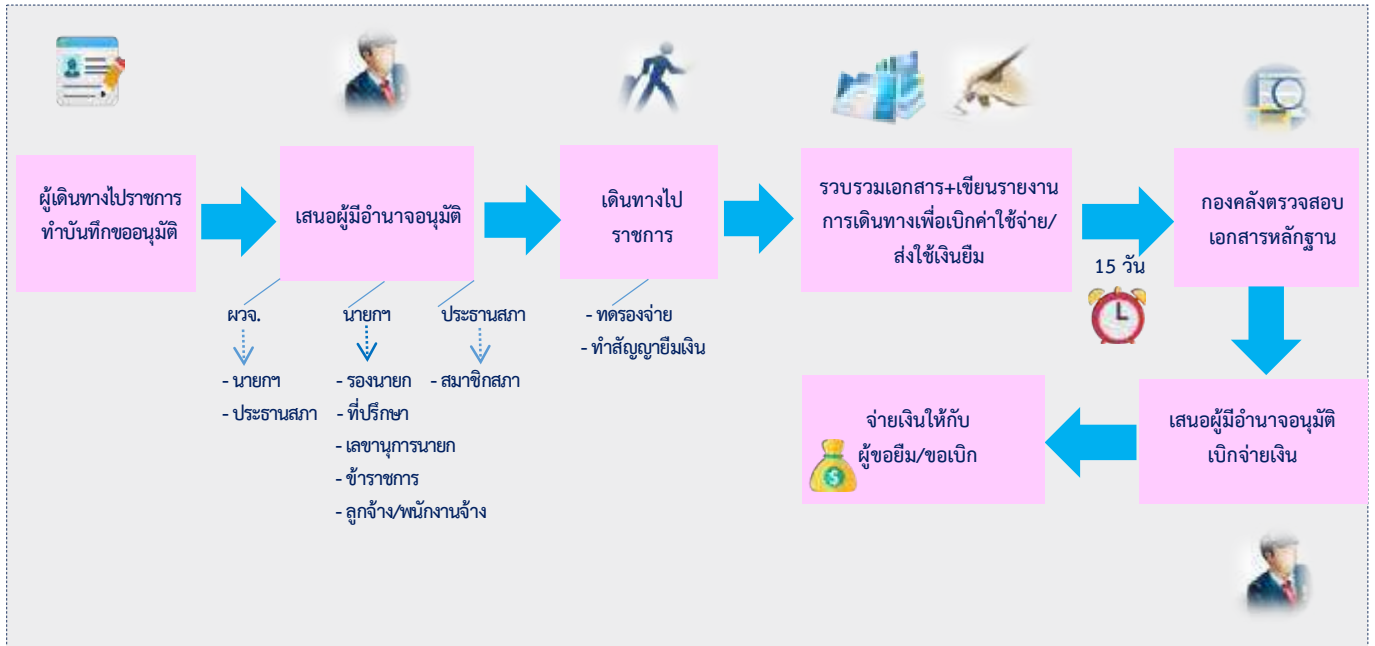 ผู้เดินทางไปราชการ
ทำบันทึกขออนุมัติ
เสนอผู้มีอำนาจอนุมัติ
เดินทางไป
ราชการ
รวบรวมเอกสาร+เขียนรายงาน
การเดินทางเพื่อเบิกค่าใช้จ่าย/
ส่งใช้เงินยืม
15 วัน
กองคลังตรวจสอบ
เอกสารหลักฐาน
ผวจ.
- นายกฯ
- ประธานสภา
นายกฯ
- รองนายก
- ที่ปรึกษา
- เลขานุการนายก
- ข้าราชการ
- ลูกจ้าง/พนักงานจ้าง
ประธานสภา
- สมาชิกสภา
- ทดรองจ่าย
- ทำสัญญายืมเงิน
เสนอผู้มีอำนาจอนุมัติ
เบิกจ่ายเงิน
จ่ายเงินให้กับ
ผู้ขอยืม/ขอเบิก